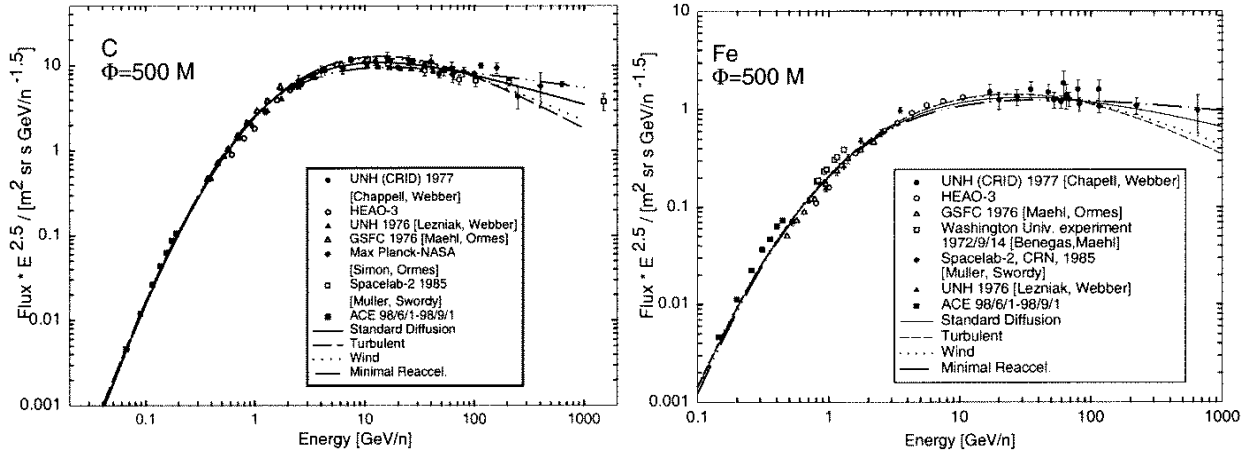 C
Φ=500 M
Flux * E 2.5 / [m² sr s GeV/n -1.5]
10
1
0.1
0.01
0.001
UNH (CRID) 1977
[Chappell, Webber]
HEAO-3
UNH 1976 [Lezniak, Webber]
GSFC 1976 [Maehl, Ormes]
Max Planck-NASA
[Simon, Ormes]
Spacelab-2 1985
[Muller, Swordy]
ACE 98/6/1-98/9/1
Standard Diffusion
Turbulent
Wind
Minimal Reaccel.
0.1 1 10 100 1000
Energy [GeV/n]
Fe
Φ=500 M
Flux * E 2.5 / [m² sr s GeV/n -1.5]
10
1
0.1
0.01
0.001
UNH (CRID) 1977 [Chapell, Webber]
HEAO-3
GSFC 1976 [Maehl, Ormes]
Washington Univ. experiment
1972/9/14 [Benegas,Maehl]
Spacelab-2, CRN, 1985
[Muller, Swordy]
UNH 1976 [Lezniak, Webber]
ACE 98/6/1-98/9/1
Standard Diffusion
Turbulent
Wind
Minimal Reaccel.
0.1 1 10 100 1000
Energy [GeV/n]